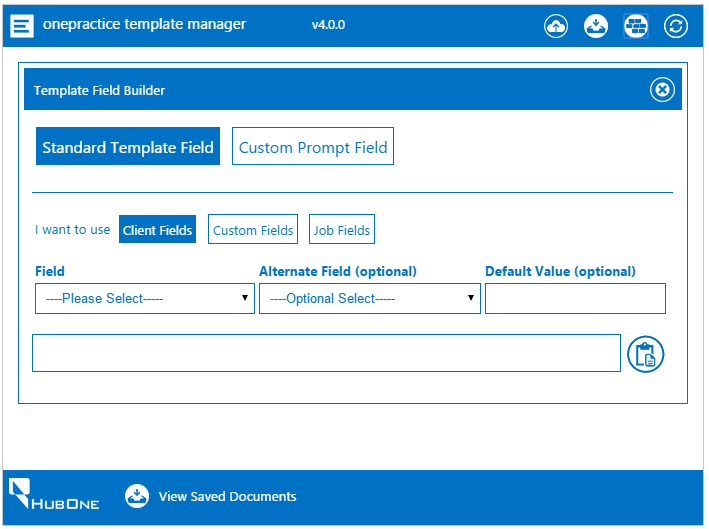 onepractice template manager v4.0.0
Template Field Builder
Standard Template Field Custom Prompt Field
I want to use Client Fields Custom Fields Job Fields
Field Alternate Field (optional) Default Value (optional)
----Please Select----- ----Optional Select-----
HUBONE View Saved Documents